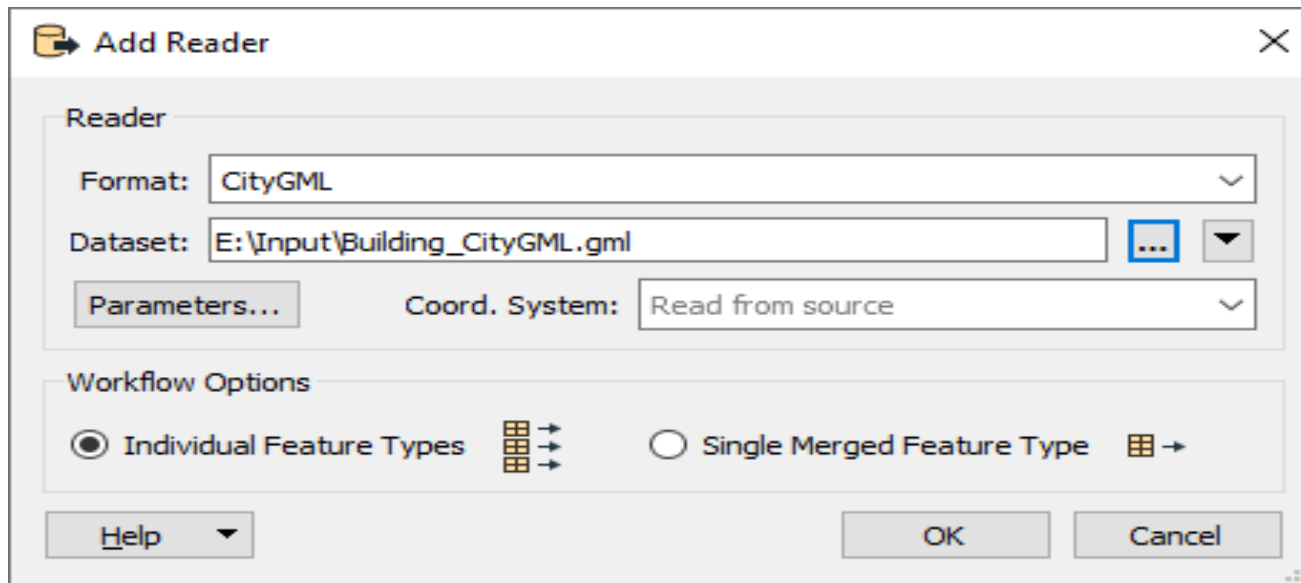 Add Reader
Reader
Format: CityGML
Dataset: E:\Input\Building_CityGML.gml ...
Parameters... Coord. System: Read from source
Workflow Options
Individual Feature Types Single Merged Feature Type
Help OK Cancel